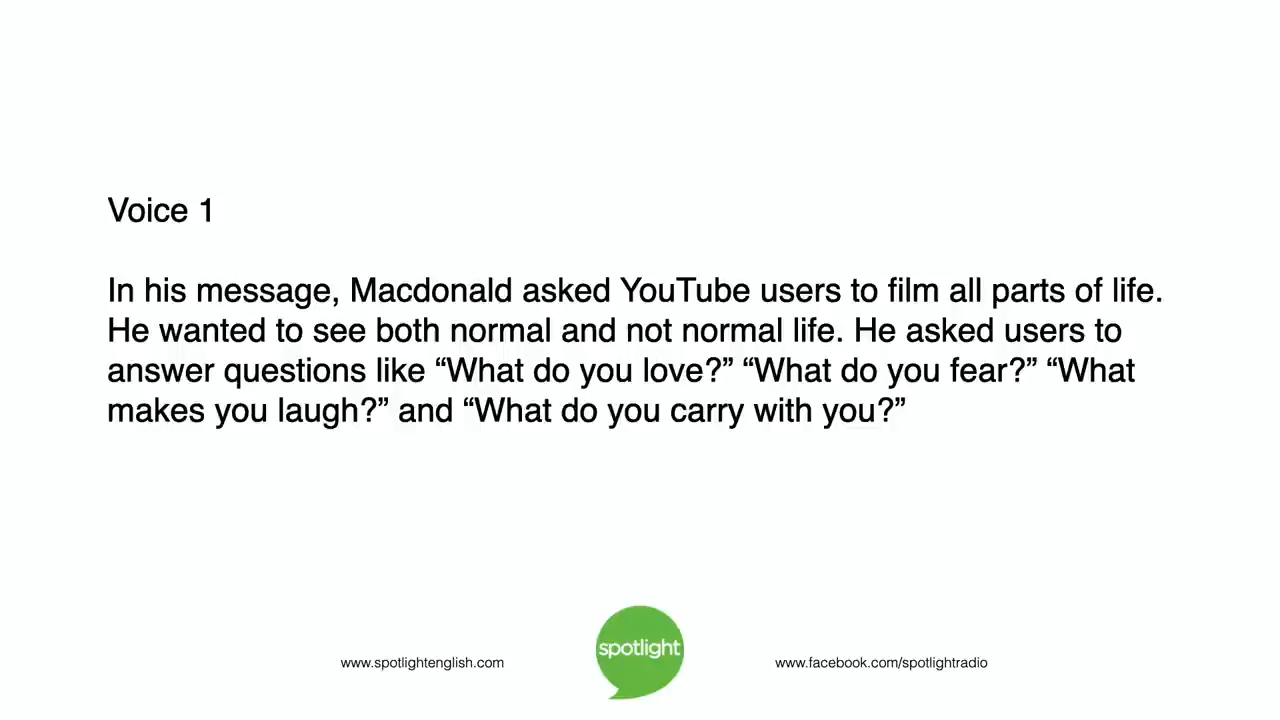 Voice 1
In his message, Macdonald asked YouTube users to film all parts of life.
He wanted to see both normal and not normal life. He asked users to
answer questions like “What do you love?” “What do you fear?” “What
makes you laugh?” and “What do you carry with you?”
www.spotlightenglish.com
spotlight
www.facebook.com/spotlightradio